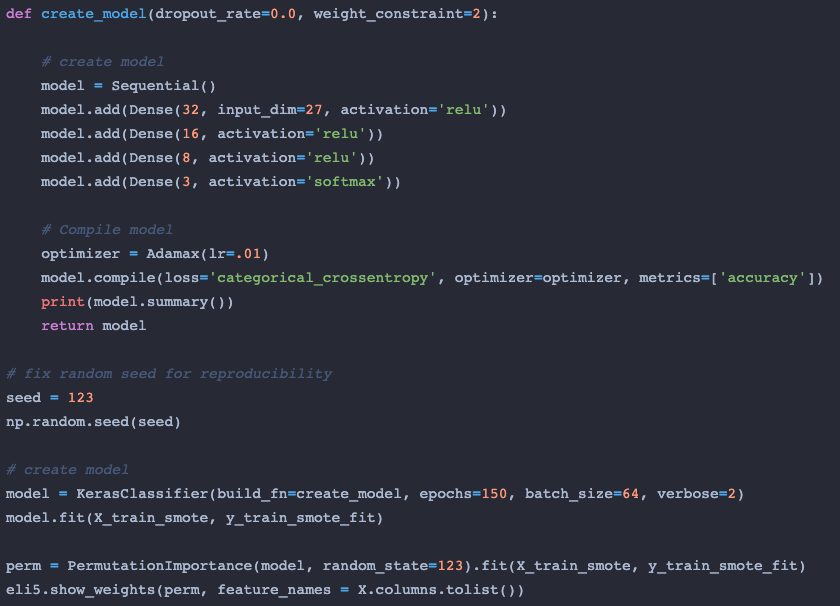 def create_model(dropout_rate=0.0, weight_constraint=2):
    # create model
    model = Sequential()
    model.add(Dense(32, input_dim=27, activation='relu'))
    model.add(Dense(16, activation='relu'))
    model.add(Dense(8, activation='relu'))
    model.add(Dense(3, activation='softmax'))
    # Compile model
    optimizer = Adamax(lr=.01)
    model.compile(loss='categorical_crossentropy', optimizer=optimizer, metrics=['accuracy'])
    print(model.summary())
    return model
# fix random seed for reproducibility
seed = 123
np.random.seed(seed)
# create model
model = KerasClassifier(build_fn=create_model, epochs=150, batch_size=64, verbose=2)
model.fit(X_train_smote, y_train_smote_fit)
perm = PermutationImportance(model, random_state=123).fit(X_train_smote, y_train_smote_fit)
eli5.show_weights(perm, feature_names = X.columns.tolist())